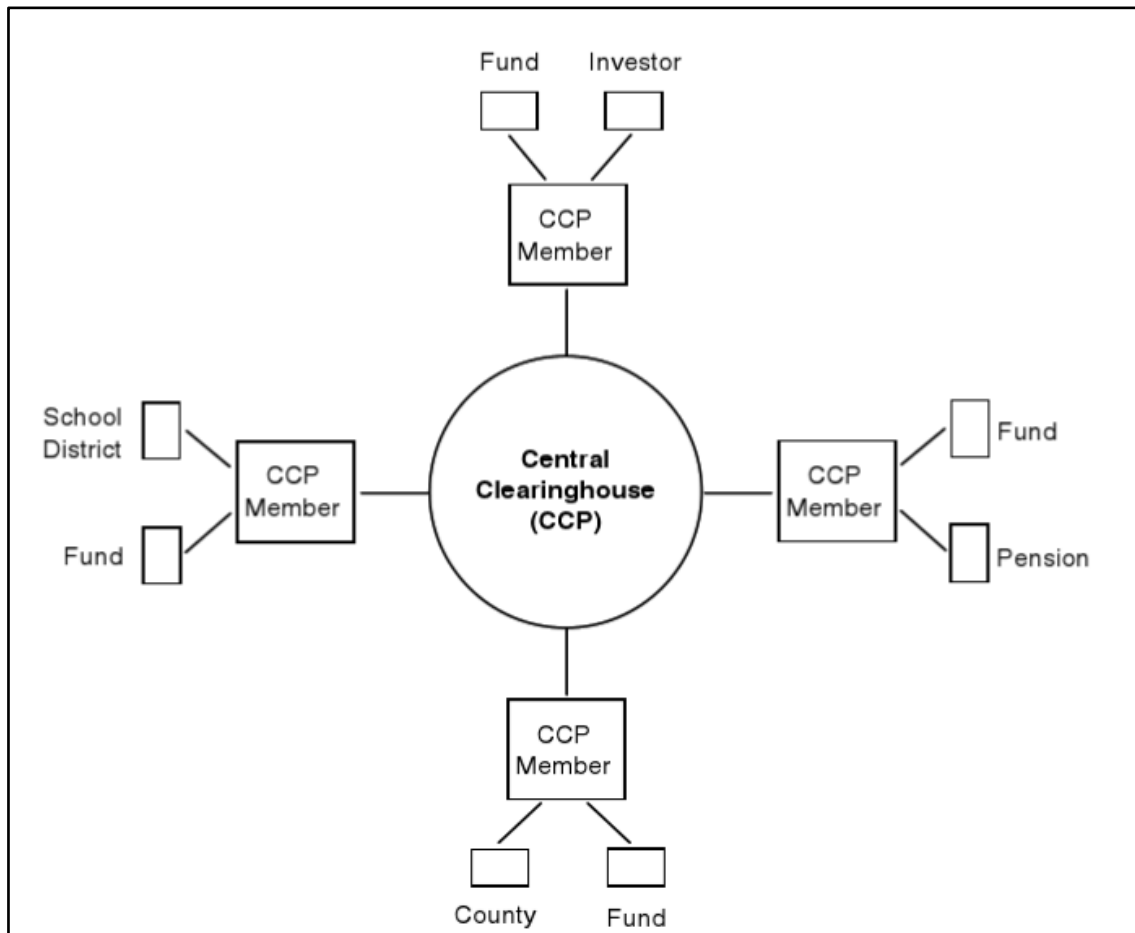 Fund
Investor
CCP
Member
School
District
Fund
CCP
Member
Central
Clearinghouse
(CCP)
CCP
Member
Fund
Pension
CCP
Member
County
Fund